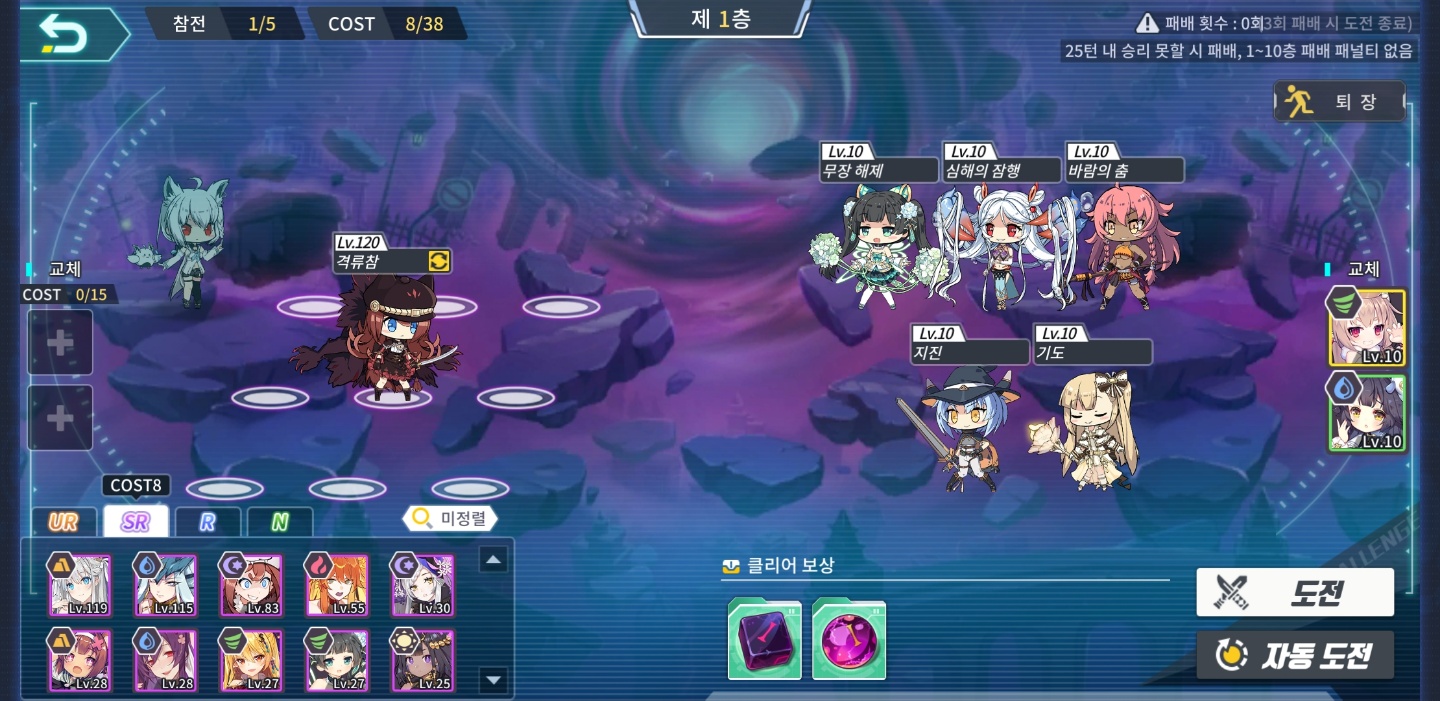 참전 1/5 COST 8/38
제 1층
패배 횟수 : 0회3회 패배 시 도전 종료)
25턴 내 승리 못할 시 패배, 1~10층 패배 패널티 없음
퇴 장
Lv.10 Lv.10 Lv.10
무장 해제 심해의 잠행 바람의 춤
Lv.120
격류참
교체
COST 0/15
교체
Lv.10
Lv.10
Lv.10 Lv.10
지진 기도
COST8
UR SR R N
미정렬
Lv.119 Lv.115 Lv.83 Lv.55 Lv.30
Lv.28 Lv.28 Lv.27 Lv.27 Lv.25
클리어 보상
도전
자동 도전